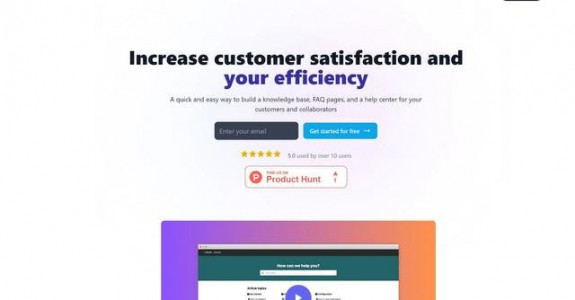 Increase customer satisfaction and
your efficiency
A quick and easy way to build a knowledge base, FAQ pages, and a help center for your
customers and collaborators
Enter your email
Get started for free →
5.0 used by over 10 users
FIND US ON
Product Hunt
1
How can we help you?
Article topics